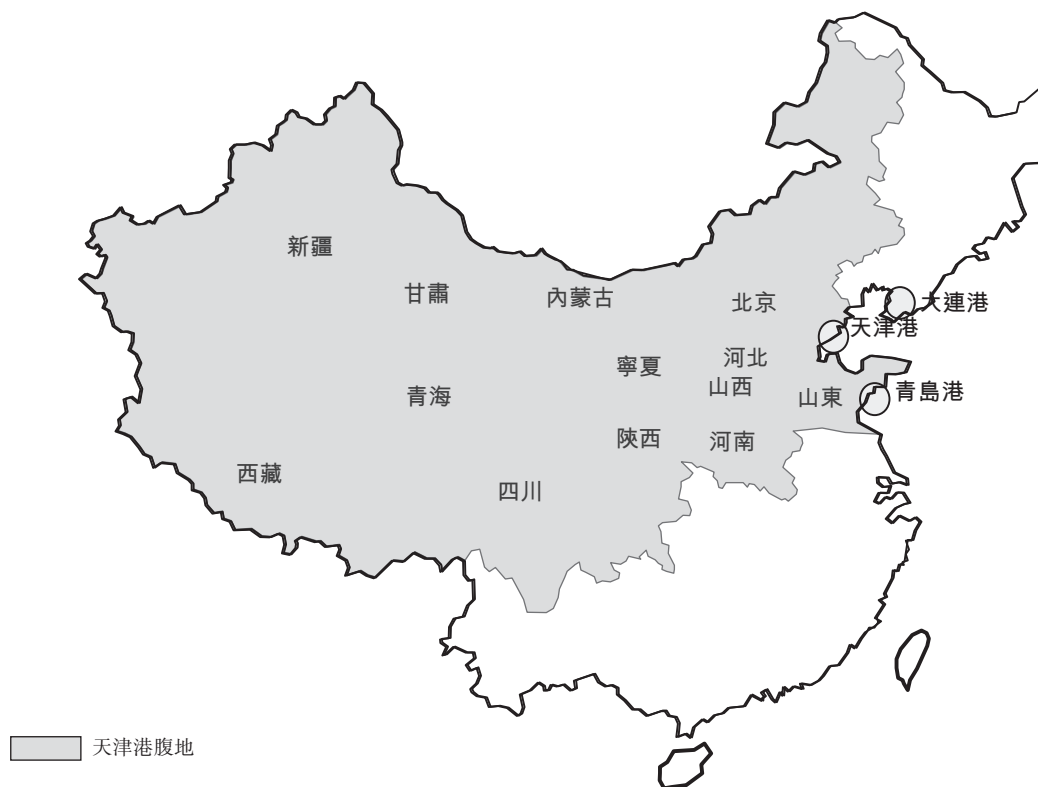 新疆
甘肅
內蒙古
北京
大連港
天津港
寧夏
河北
青海
山西
山東
青島港
陝西
河南
西藏
四川
天津港腹地